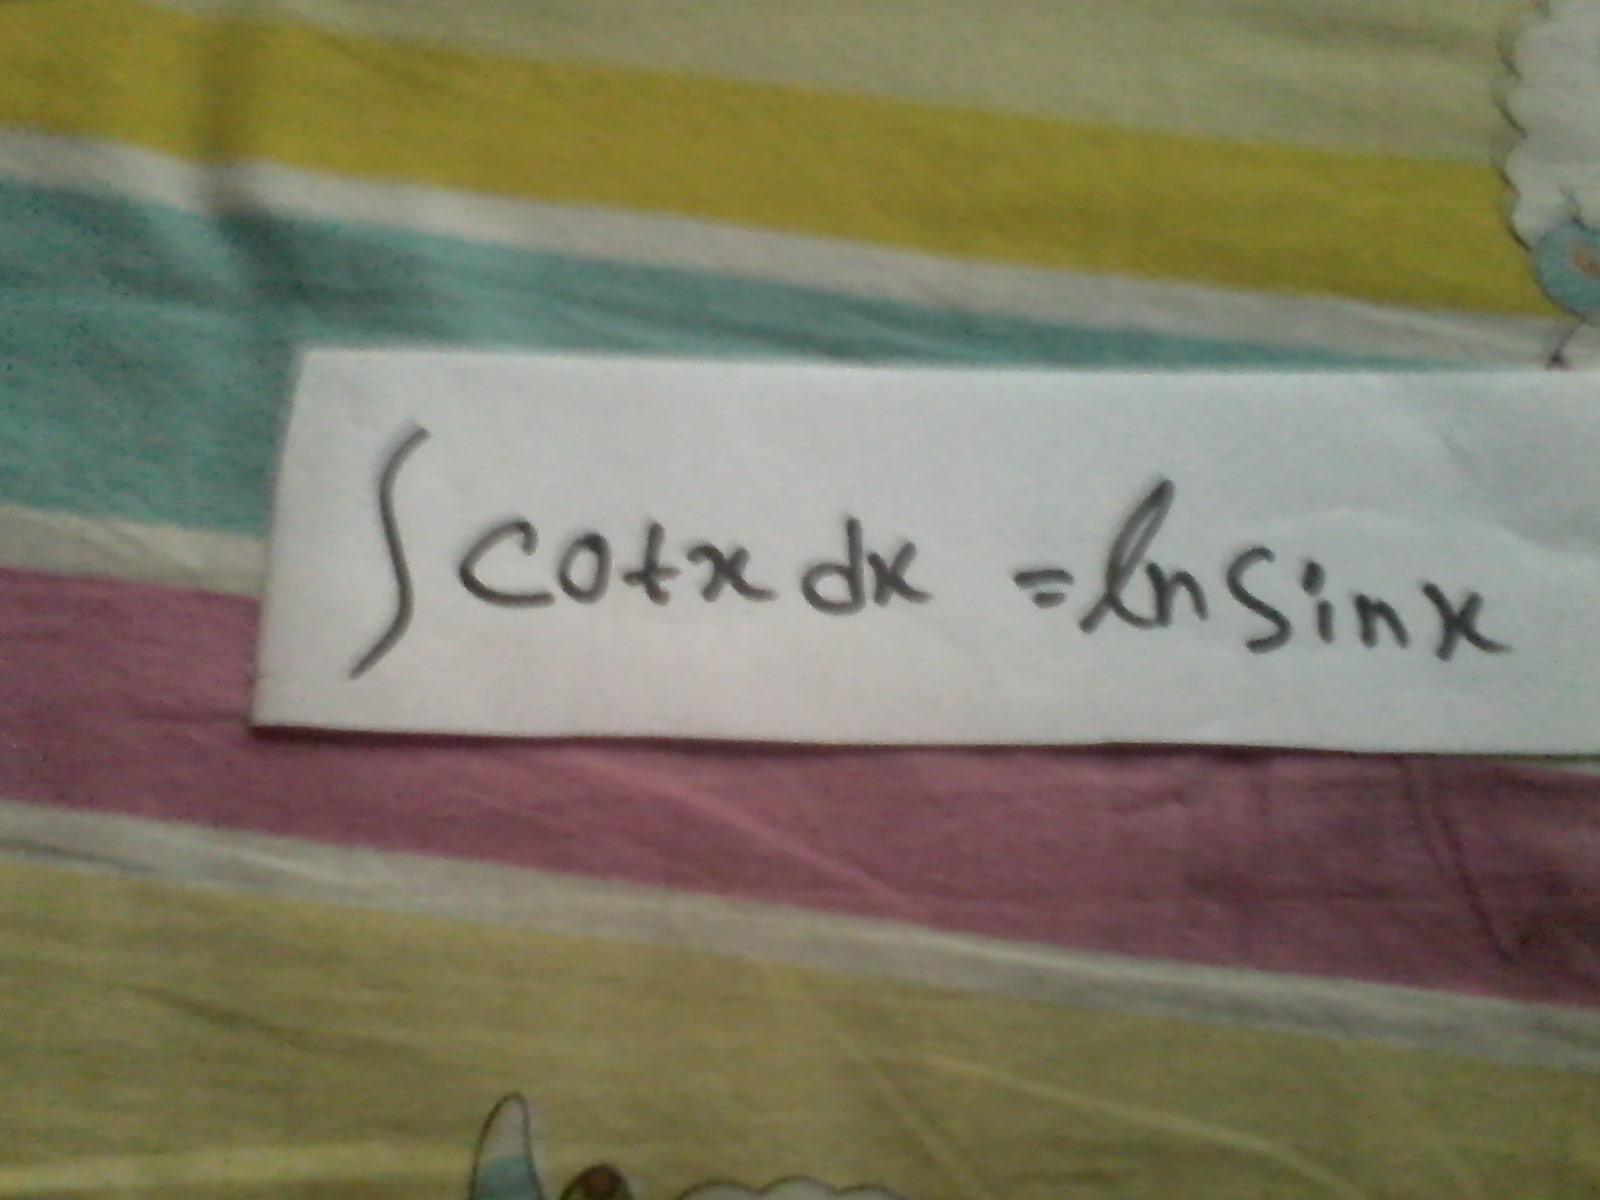 ∫ cotx dx = ln sinx